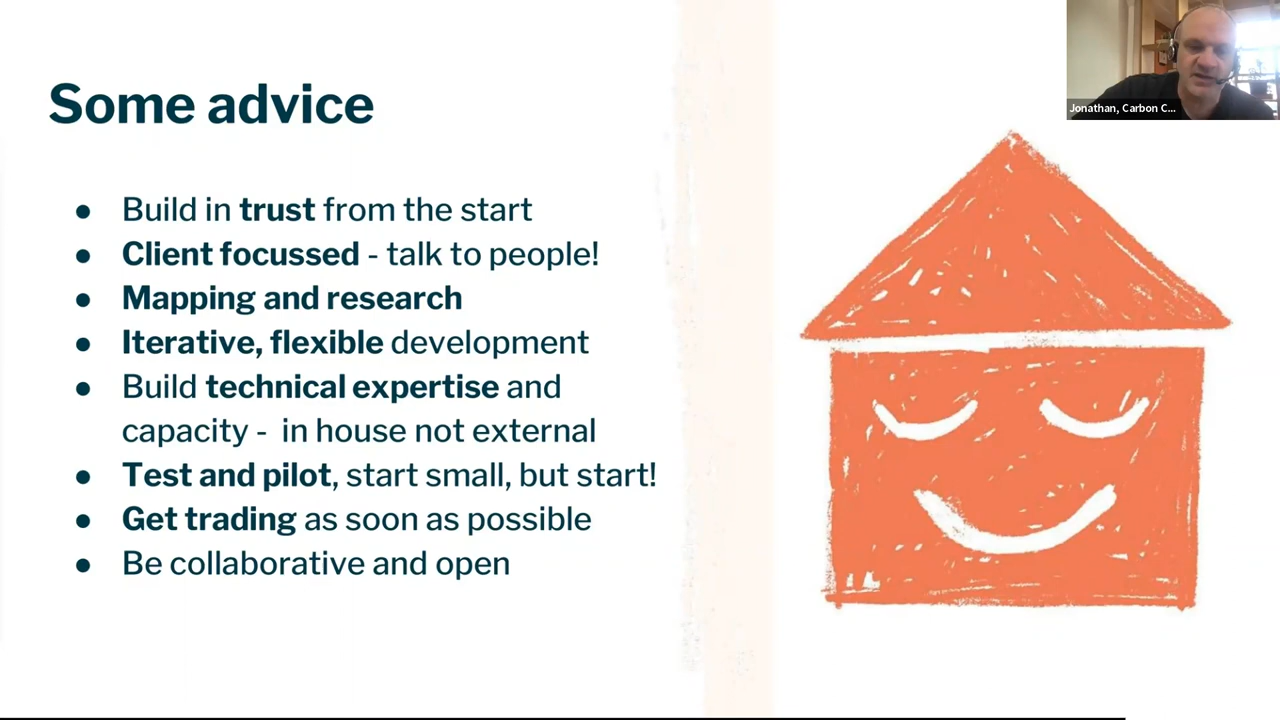 Some advice
● Build in trust from the start
● Client focussed - talk to people!
● Mapping and research
● Iterative, flexible development
● Build technical expertise and
capacity - in house not external
● Test and pilot, start small, but start!
● Get trading as soon as possible
● Be collaborative and open
Jonathan, Carbon C...